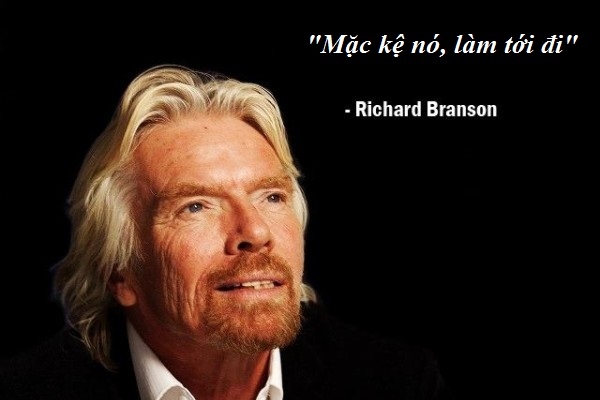 "Mặc kệ nó, làm tới đi"
- Richard Branson